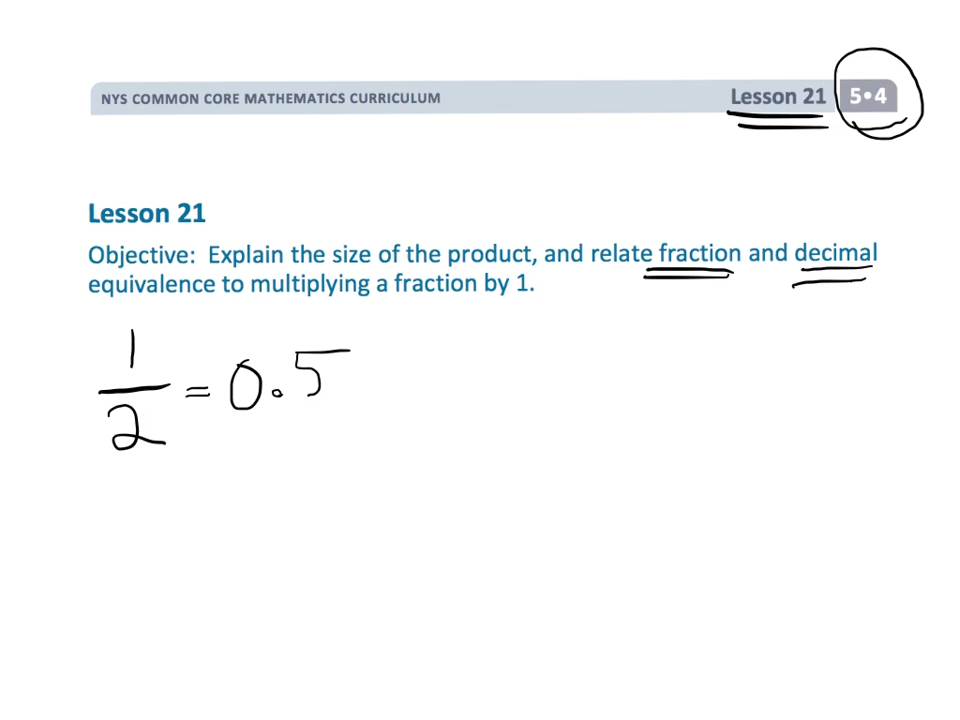 NYS COMMON CORE MATHEMATICS CURRICULUM Lesson 21 5•4
Lesson 21
Objective: Explain the size of the product, and relate fraction and decimal
equivalence to multiplying a fraction by 1.
1/2 = 0.5